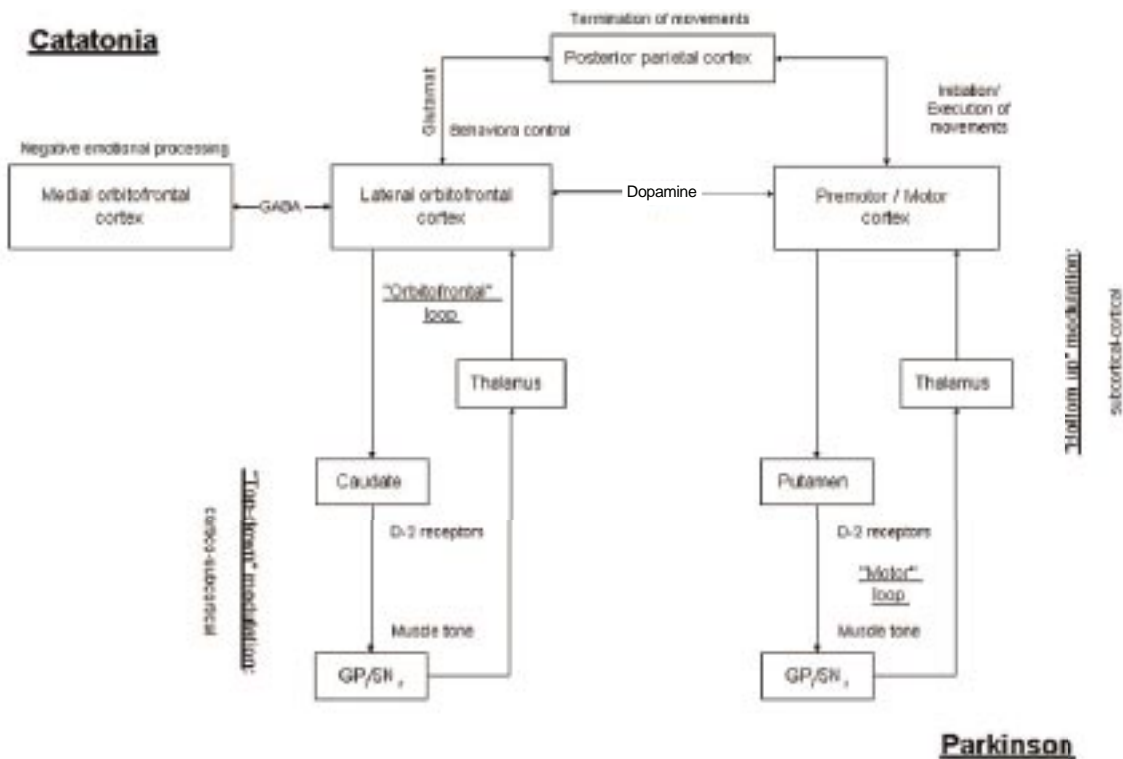 Catatonia
Termination of movements
Posterior parietal cortex
Glutamat
Behaviora control
Initiation/
Execution of
movements
Negative emotional processing
Medial orbitofrontal
cortex
GABA
Lateral orbitofrontal
cortex
Dopamine
Premotor / Motor
cortex
"Orbitofrontal"
loop
Thalamus
Thalamus
"Bottom up" modulation:
subcortical-cortical
Caudate
Putamen
"Top-down" modulation:
cortico-subcortical
D-2 receptors
D-2 receptors
"Motor"
loop
Muscle tone
Muscle tone
GPi/SN r
GPi/SN r
Parkinson